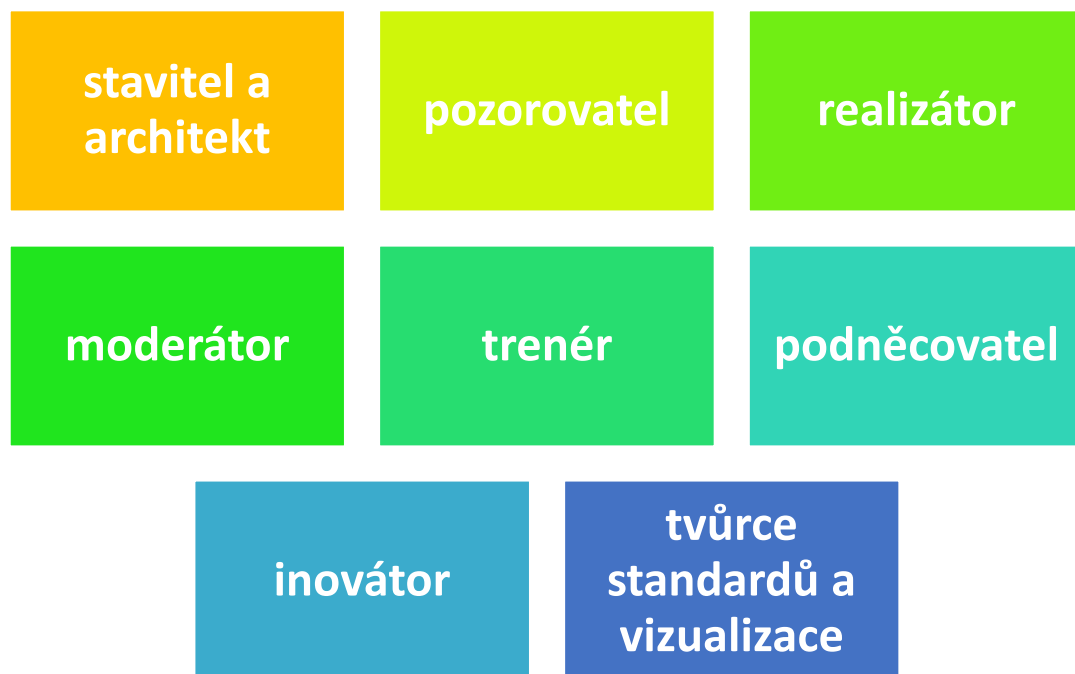 stavitel a
architekt
pozorovatel
realizátor
moderátor
trenér
podněcovatel
inovátor
tvůrce
standardů a
vizualizace